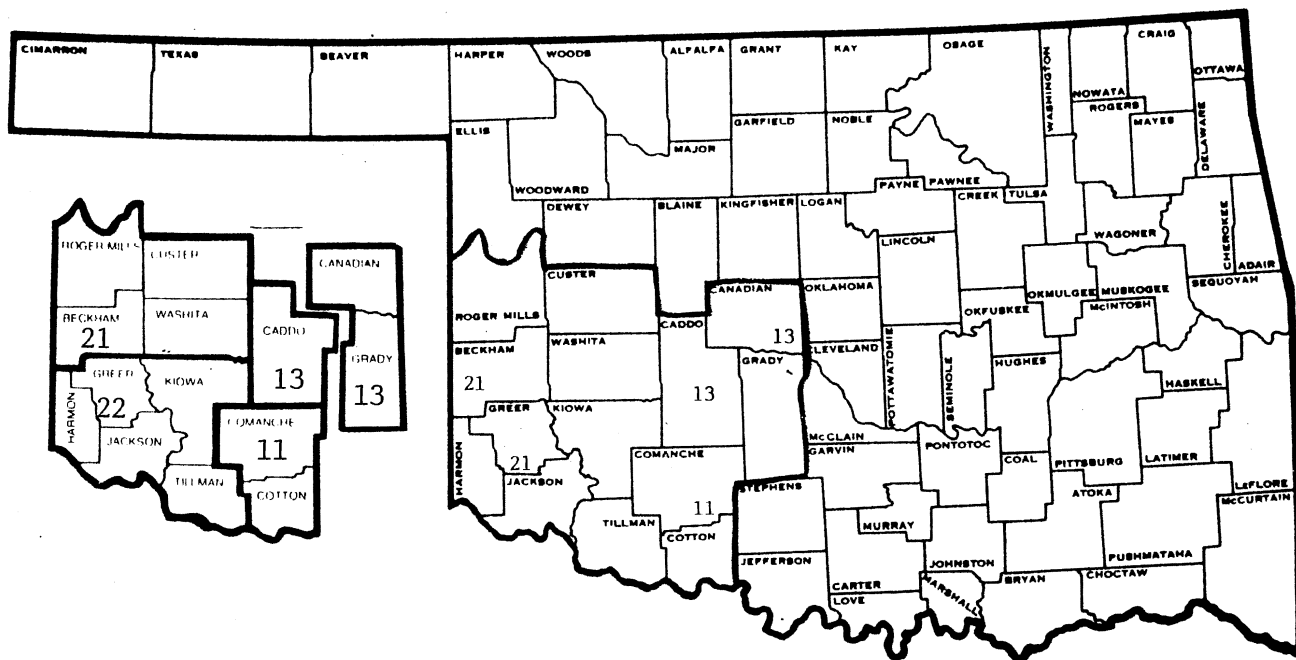 CIMARRON
TEXAS
BEAVER
HARPER
WOODS
ALFALFA
GRANT
KAY
OSAGE
WASHINGTON
NOWATA
CRAIG
OTTAWA
ROGERS
MAYES
DELAWARE
ELLIS
WOODWARD
MAJOR
GARFIELD
NOBLE
PAYNE
PAWNEE
CREEK
TULSA
DEWEY
BLAINE
KINGFISHER
LOGAN
LINCOLN
WAGONER
CHEROKEE
ADAIR
CUSTER
CANADIAN
OKLAHOMA
OKMULGEE
MUSKOGEE
SEQUOYAH
ROGER MILLS
CADDO
13
OKFUSKEE
McINTOSH
BECKHAM
21
WASHITA
13
GRADY
CLEVELAND
POTTAWATOMIE
SEMINOLE
HUGHES
HASKELL
GREER
21
KIOWA
HARMON
JACKSON
COMANCHE
11
McCLAIN
GARVIN
PONTOTOC
COAL
PITTSBURG
LATIMER
LeFLORE
McCURTAIN
STEPHENS
ATOKA
TILLMAN
COTTON
MURRAY
JEFFERSON
JOHNSTON
PUSHMATAHA
CARTER
LOVE
MARSHALL
BRYAN
CHOCTAW
ROGER MILLS
CUSTER
CANADIAN
BECKHAM
21
WASHITA
CADDO
13
GRADY
13
GREER
22
KIOWA
HARMON
JACKSON
COMANCHE
11
TILLMAN
COTTON